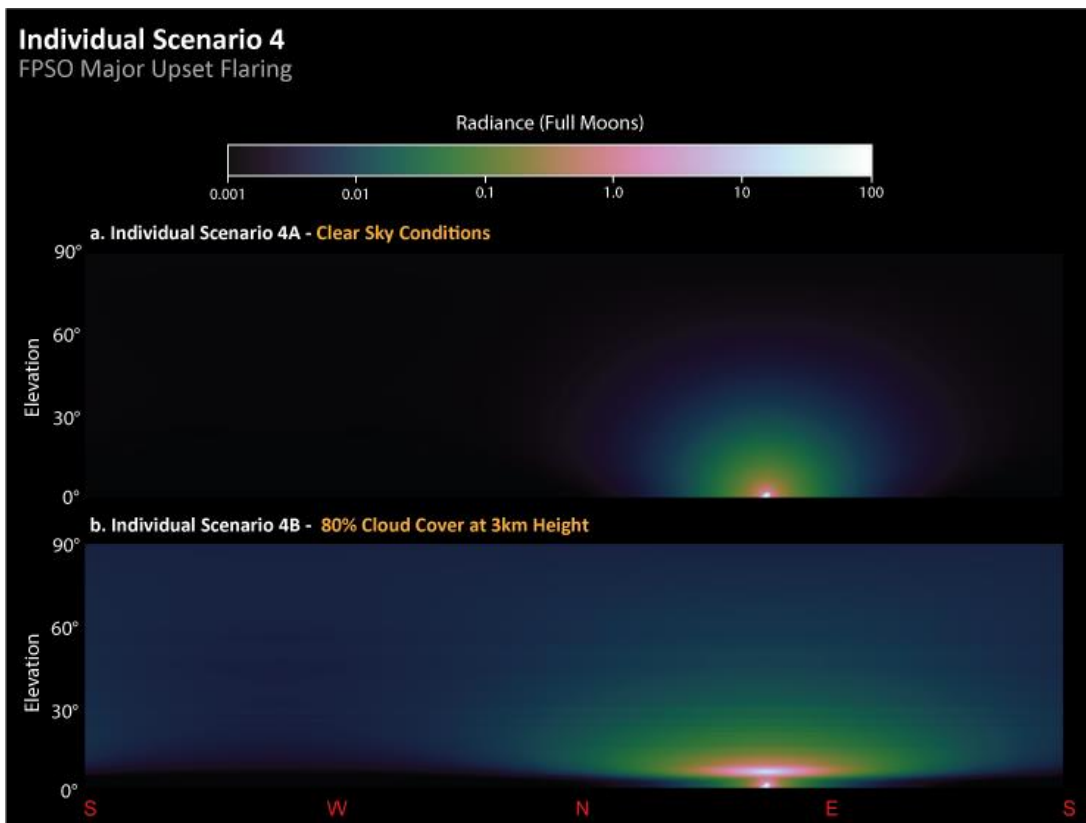 Individual Scenario 4
FPSO Major Upset Flaring
Radiance (Full Moons)
0.001 0.01 0.1 1.0 10 100
a. Individual Scenario 4A - Clear Sky Conditions
90°
60°
30°
0°
Elevation
b. Individual Scenario 4B - 80% Cloud Cover at 3km Height
90°
60°
30°
0°
Elevation
S W N E S